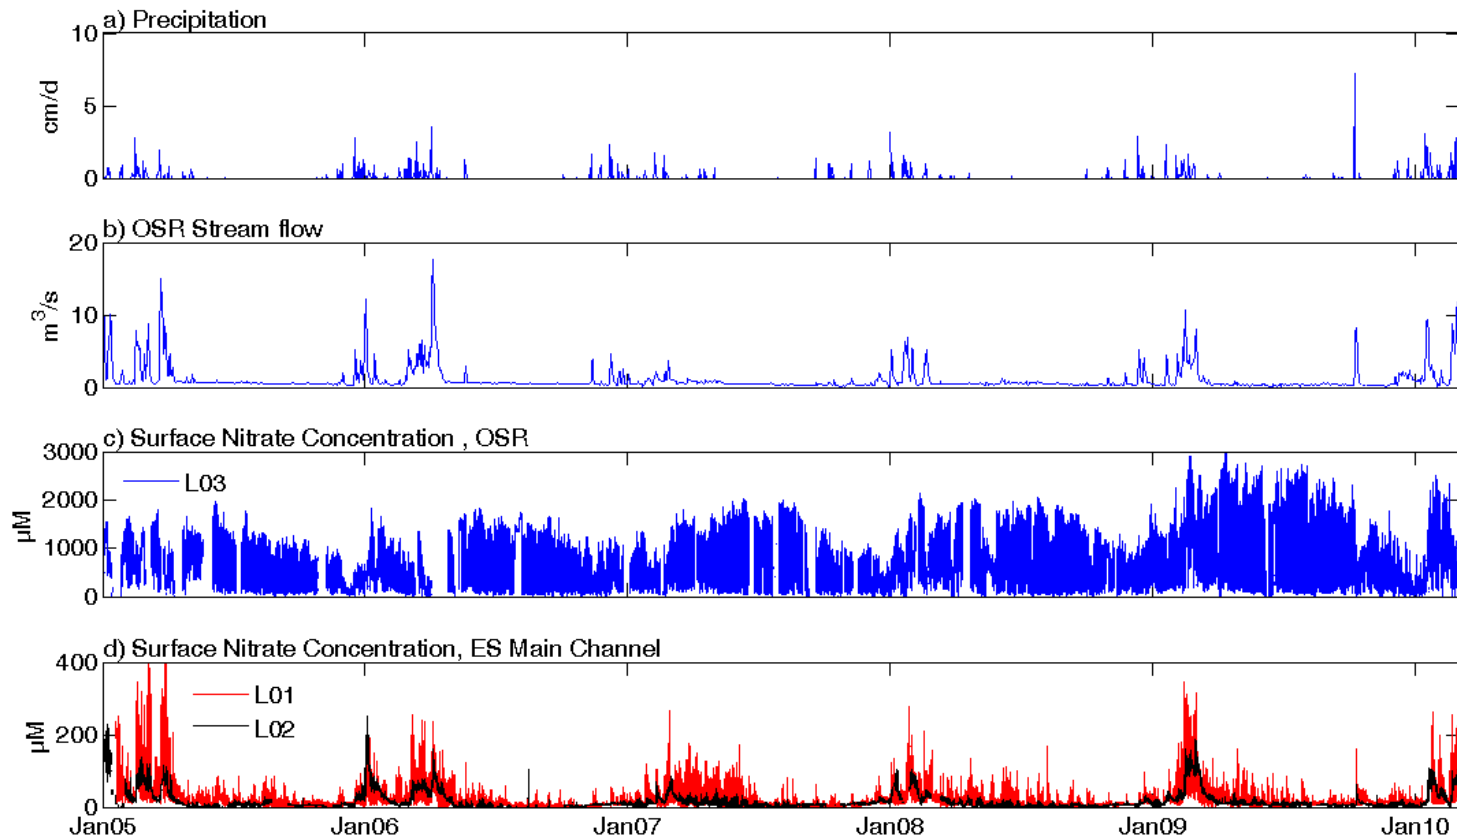 a) Precipitation
10
5
0
cm/d
b) OSR Stream flow
20
10
0
m³/s
c) Surface Nitrate Concentration , OSR
3000
2000
1000
0
µM
L03
d) Surface Nitrate Concentration, ES Main Channel
400
200
0
µM
L01
L02
Jan05 Jan06 Jan07 Jan08 Jan09 Jan10